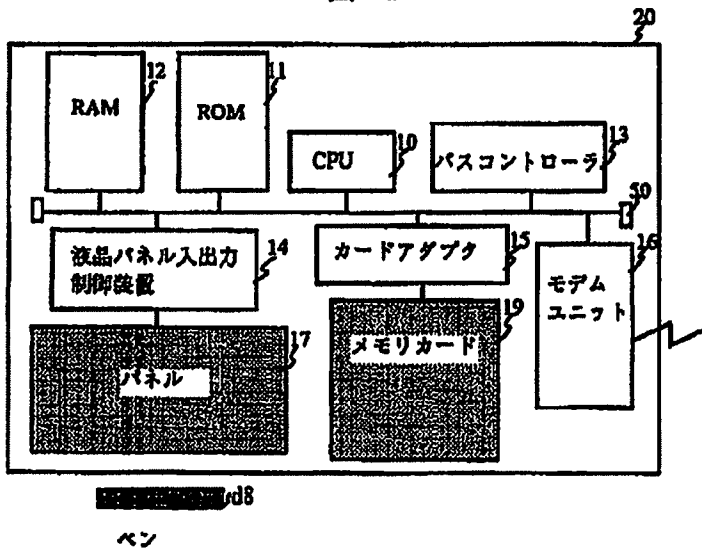 20
12
RAM
11
ROM
10
CPU
13
バスコントローラ
50
液晶パネル入出力
制御装置
14
カードアダプタ
15
モデム
ユニット
16
パネル
17
メモリカード
19
d8
ペン